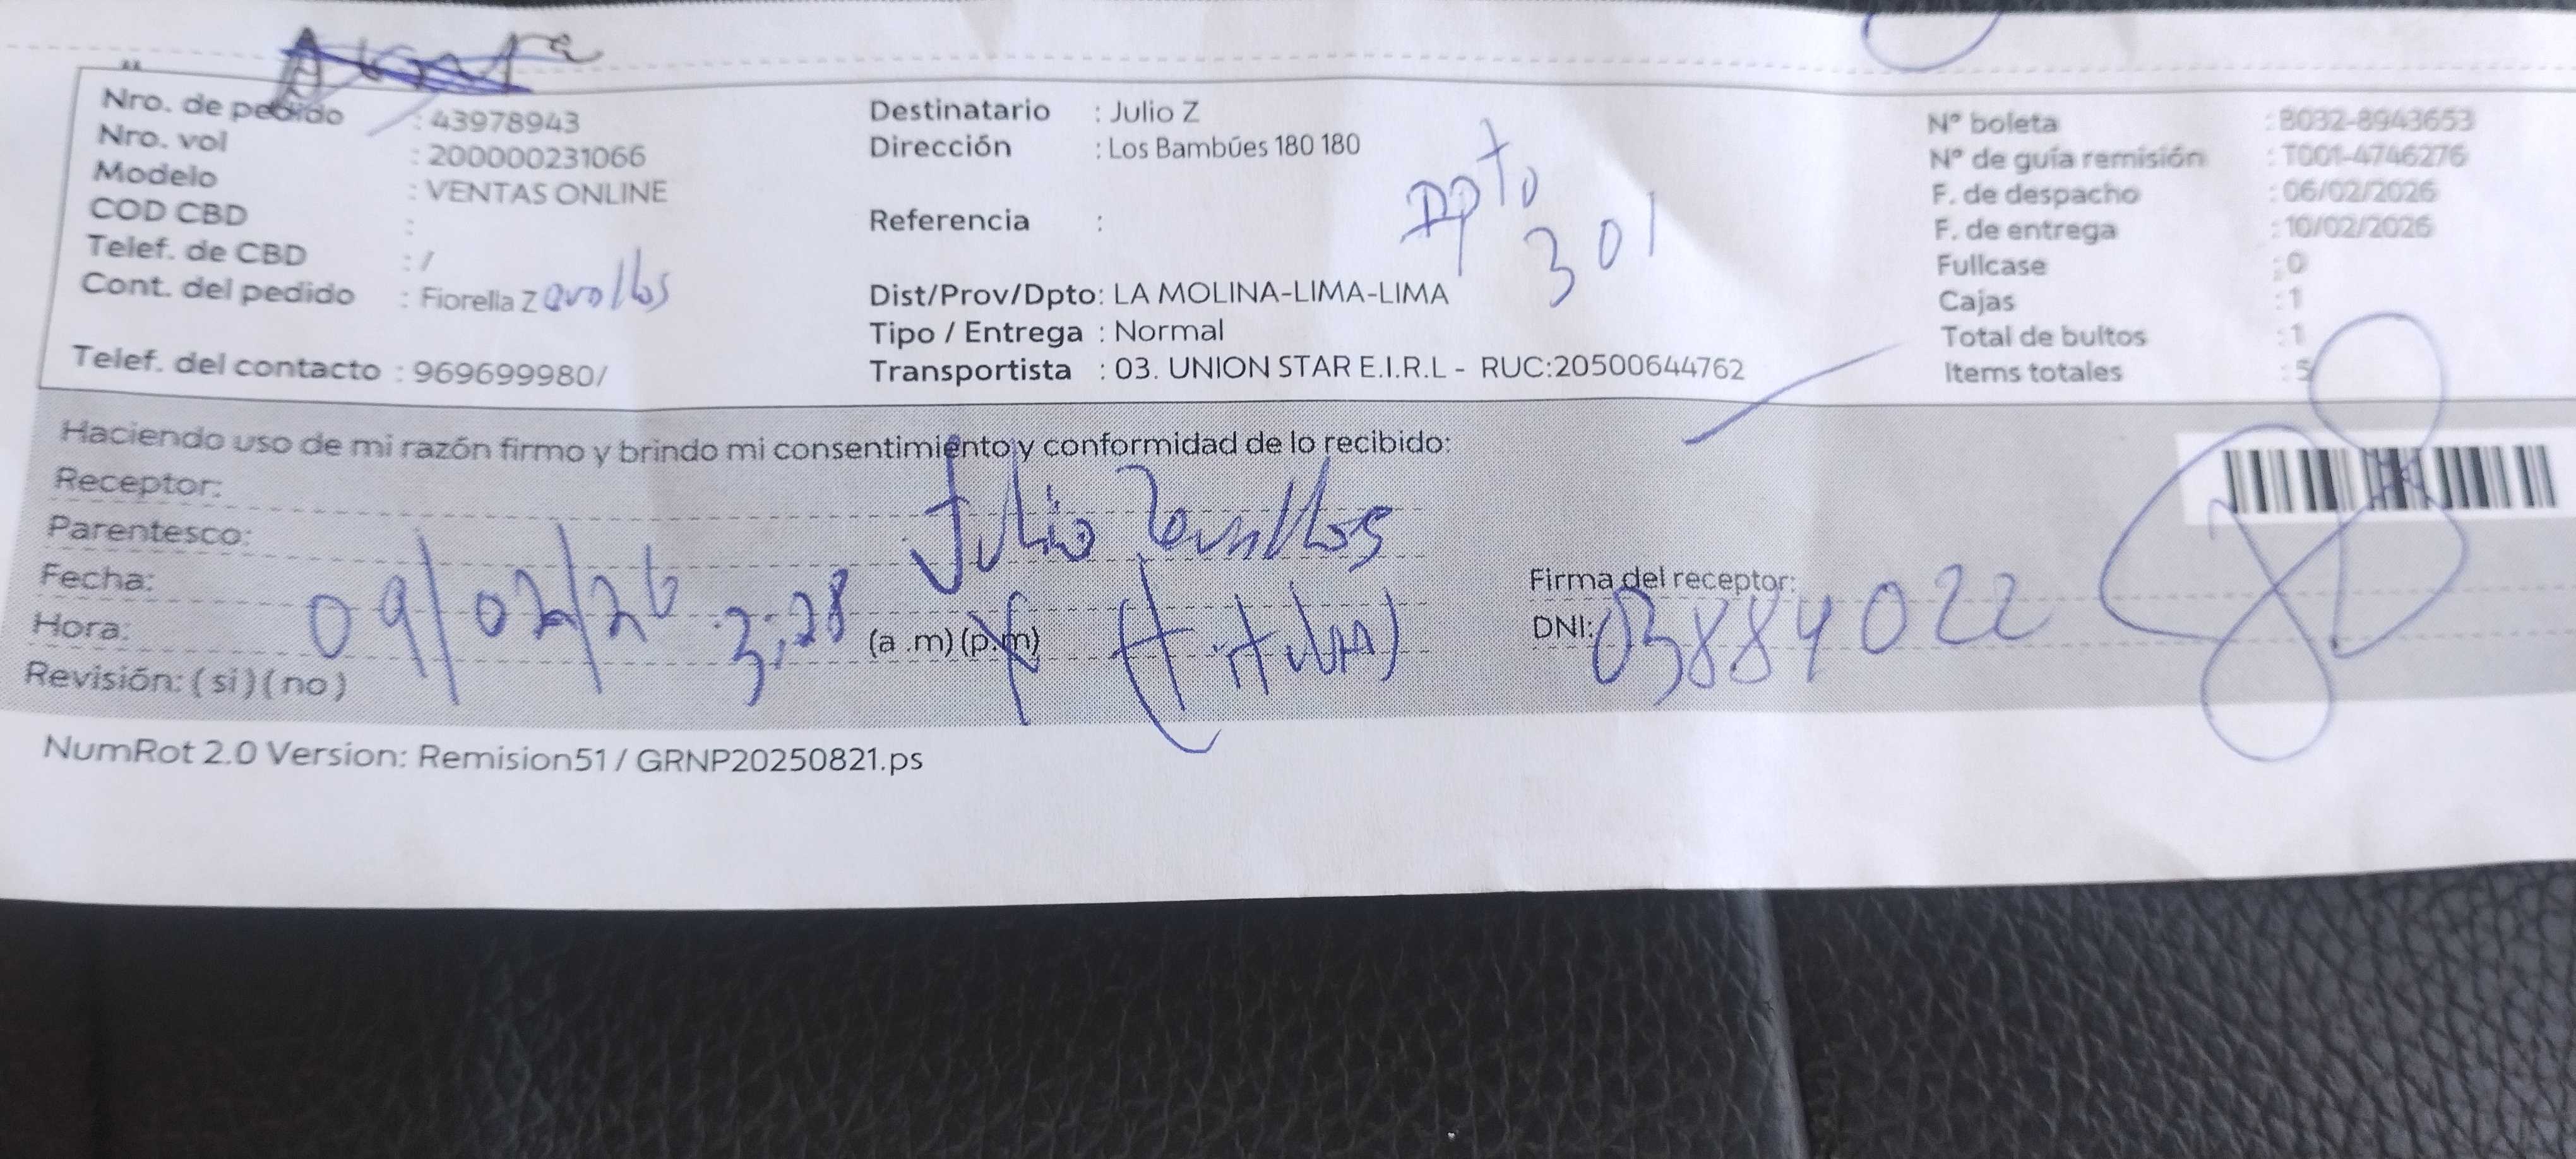 Nro. de pedido : 43978943
Nro. vol : 200000231066
Modelo : VENTAS ONLINE
COD CBD :
Telef. de CBD : /
Cont. del pedido : Fiorella Zavallos
Telef. del contacto : 969699980/
Destinatario : Julio Z
Dirección : Los Bambúes 180 180
Dpto 301
Referencia :
Dist/Prov/Dpto: LA MOLINA-LIMA-LIMA
Tipo / Entrega : Normal
Transportista : 03. UNION STAR E.I.R.L - RUC:20500644762
Nº boleta : B032-8943653
Nº de guía remisión : T001-4746276
F. de despacho : 06/02/2026
F. de entrega : 10/02/2026
Fullcase : 0
Cajas : 1
Total de bultos : 1
Items totales : 5
Haciendo uso de mi razón firmo y brindo mi consentimiento y conformidad de lo recibido:
Receptor:
Julio Zevallos
Parentesco:
(titular)
Fecha: 09/02/26
Hora: 3:28 (a .m) (p.m)
Revisión: ( si ) ( no )
Firma del receptor:
DNI: 03884022
NumRot 2.0 Version: Remision51 / GRNP20250821.ps